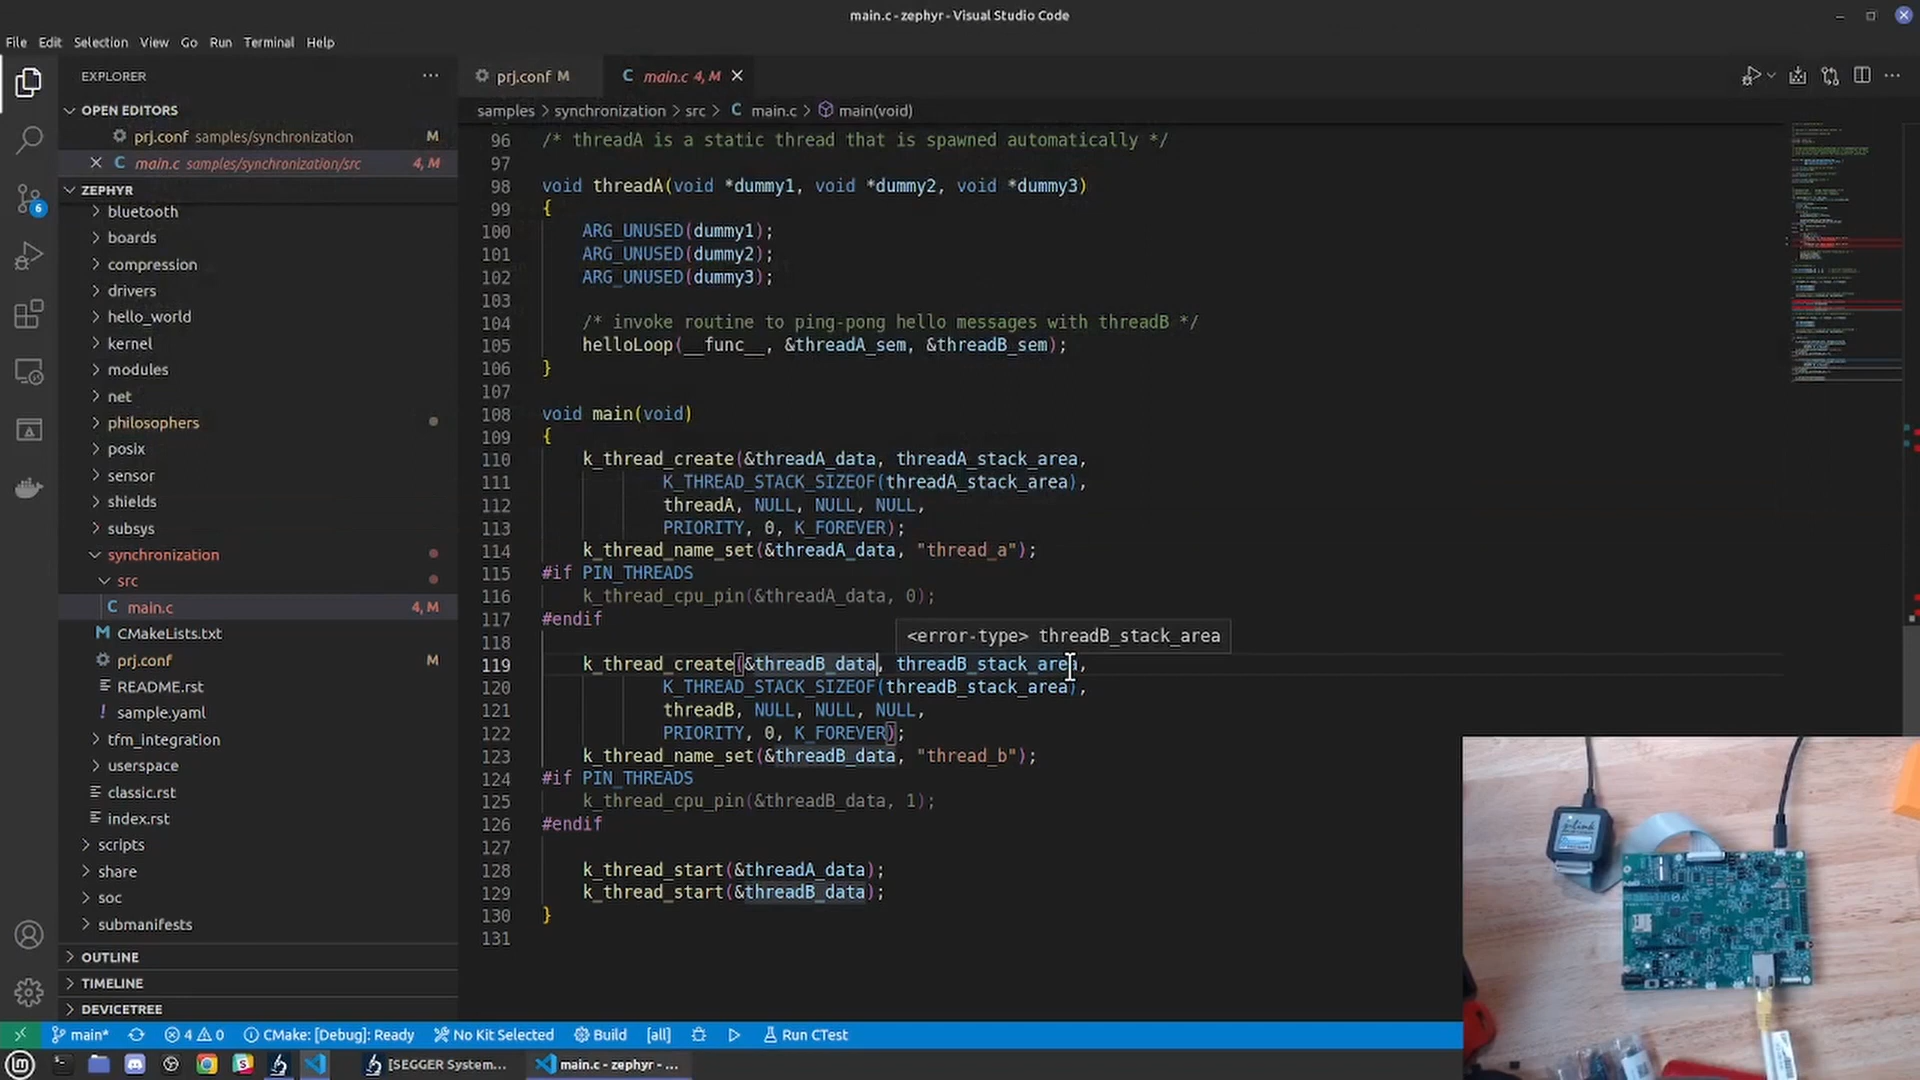 main.c - zephyr - Visual Studio Code
File Edit Selection View Go Run Terminal Help
EXPLORER
OPEN EDITORS
prj.conf samples/synchronization M
main.c samples/synchronization/src 4, M
ZEPHYR
bluetooth
boards
compression
drivers
hello_world
kernel
modules
net
philosophers
posix
sensor
shields
subsys
synchronization
src
C main.c 4, M
M CMakeLists.txt
prj.conf M
README.rst
! sample.yaml
tfm_integration
userspace
classic.rst
index.rst
scripts
share
soc
submanifests
OUTLINE
TIMELINE
DEVICETREE
6
prj.conf M
C main.c 4, M
samples > synchronization > src > C main.c > main(void)
96 /* threadA is a static thread that is spawned automatically */
97
98 void threadA(void *dummy1, void *dummy2, void *dummy3)
99 {
100 ARG_UNUSED(dummy1);
101 ARG_UNUSED(dummy2);
102 ARG_UNUSED(dummy3);
103
104 /* invoke routine to ping-pong hello messages with threadB */
105 helloLoop(__func__, &threadA_sem, &threadB_sem);
106 }
107
108 void main(void)
109 {
110 k_thread_create(&threadA_data, threadA_stack_area,
111 K_THREAD_STACK_SIZEOF(threadA_stack_area),
112 threadA, NULL, NULL, NULL,
113 PRIORITY, 0, K_FOREVER);
114 k_thread_name_set(&threadA_data, "thread_a");
115 #if PIN_THREADS
116 k_thread_cpu_pin(&threadA_data, 0);
117 #endif
118
<error-type> threadB_stack_area
119 k_thread_create(&threadB_data, threadB_stack_area,
120 K_THREAD_STACK_SIZEOF(threadB_stack_area),
121 threadB, NULL, NULL, NULL,
122 PRIORITY, 0, K_FOREVER);
123 k_thread_name_set(&threadB_data, "thread_b");
124 #if PIN_THREADS
125 k_thread_cpu_pin(&threadB_data, 1);
126 #endif
127
128 k_thread_start(&threadA_data);
129 k_thread_start(&threadB_data);
130 }
131
main* 4 0 CMake: [Debug]: Ready No Kit Selected Build [all] Run CTest
[SEGGER System... main.c - zephyr - ...